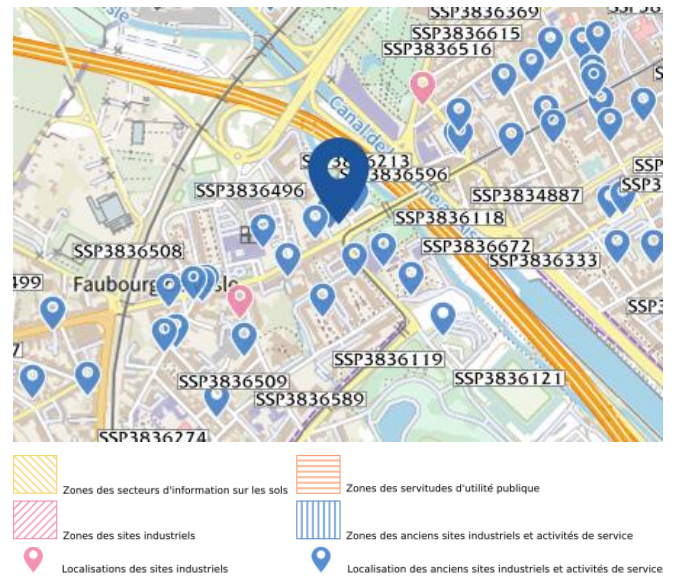 SSP3836369
SSP3836615
SSP3836516
Canal de
SSP3836596
SSP3836496
SSP3834887
SSP3836118
SSP3836508
SSP3836672
SSP3836333
Faubourg
SSP3836119
SSP3836509
SSP3836121
SSP3836589
SSP3836274
Zones des secteurs d'information sur les sols
Zones des servitudes d'utilité publique
Zones des sites industriels
Zones des anciens sites industriels et activités de service
Localisations des sites industriels
Localisation des anciens sites industriels et activités de service